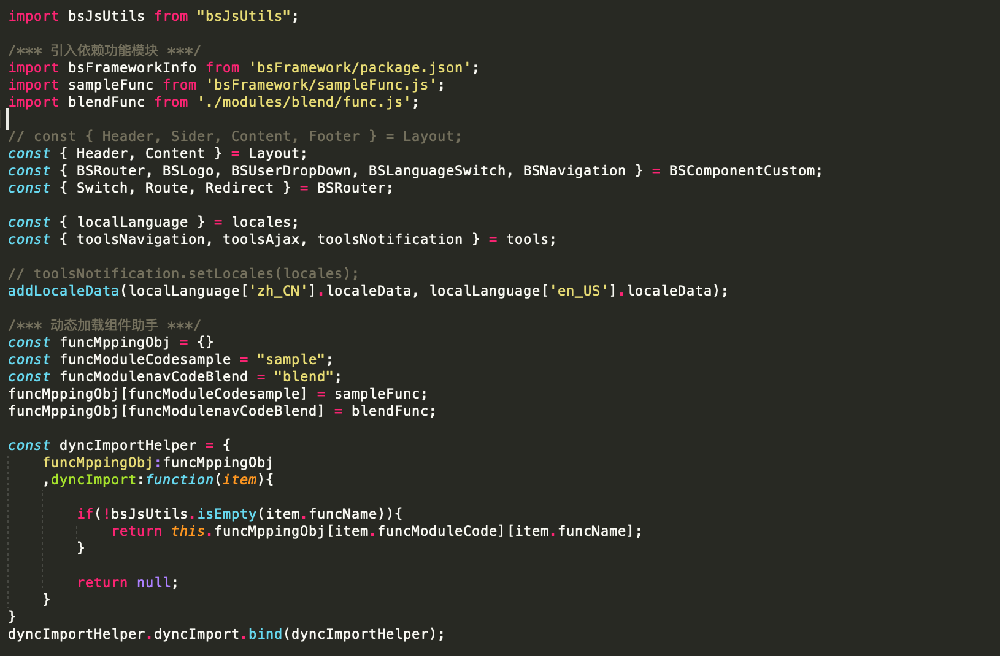 import bsJsUtils from "bsJsUtils";
/*** 引入依赖功能模块 ***/
import bsFrameworkInfo from 'bsFramework/package.json';
import sampleFunc from 'bsFramework/sampleFunc.js';
import blendFunc from './modules/blend/func.js';
// const { Header, Sider, Content, Footer } = Layout;
const { Header, Content } = Layout;
const { BSRouter, BSLogo, BSUserDropDown, BSLanguageSwitch, BSNavigation } = BSComponentCustom;
const { Switch, Route, Redirect } = BSRouter;
const { localLanguage } = locales;
const { toolsNavigation, toolsAjax, toolsNotification } = tools;
// toolsNotification.setLocales(locales);
addLocaleData(localLanguage['zh_CN'].localeData, localLanguage['en_US'].localeData);
/*** 动态加载组件助手 ***/
const funcMppingObj = {}
const funcModuleCodesample = "sample";
const funcModulenavCodeBlend = "blend";
funcMppingObj[funcModuleCodesample] = sampleFunc;
funcMppingObj[funcModulenavCodeBlend] = blendFunc;
const dyncImportHelper = {
    funcMppingObj:funcMppingObj
    ,dyncImport:function(item){
        if(!bsJsUtils.isEmpty(item.funcName)){
            return this.funcMppingObj[item.funcModuleCode][item.funcName];
        }
        return null;
    }
}
dyncImportHelper.dyncImport.bind(dyncImportHelper);